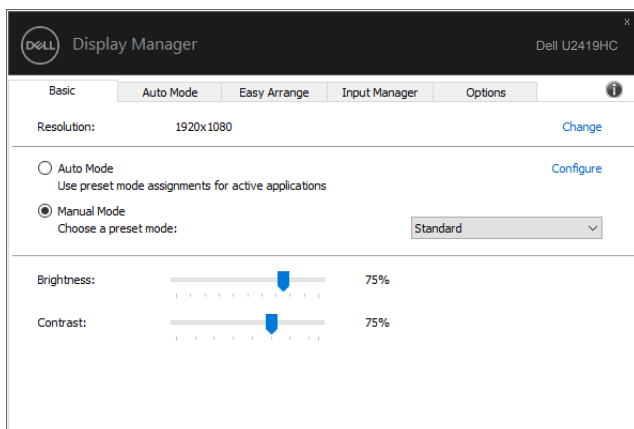 x
DELL Display Manager Dell U2419HC
Basic Auto Mode Easy Arrange Input Manager Options i
Resolution: 1920x1080 Change
Auto Mode Configure
Use preset mode assignments for active applications
Manual Mode
Choose a preset mode: Standard
Brightness: 75%
Contrast: 75%